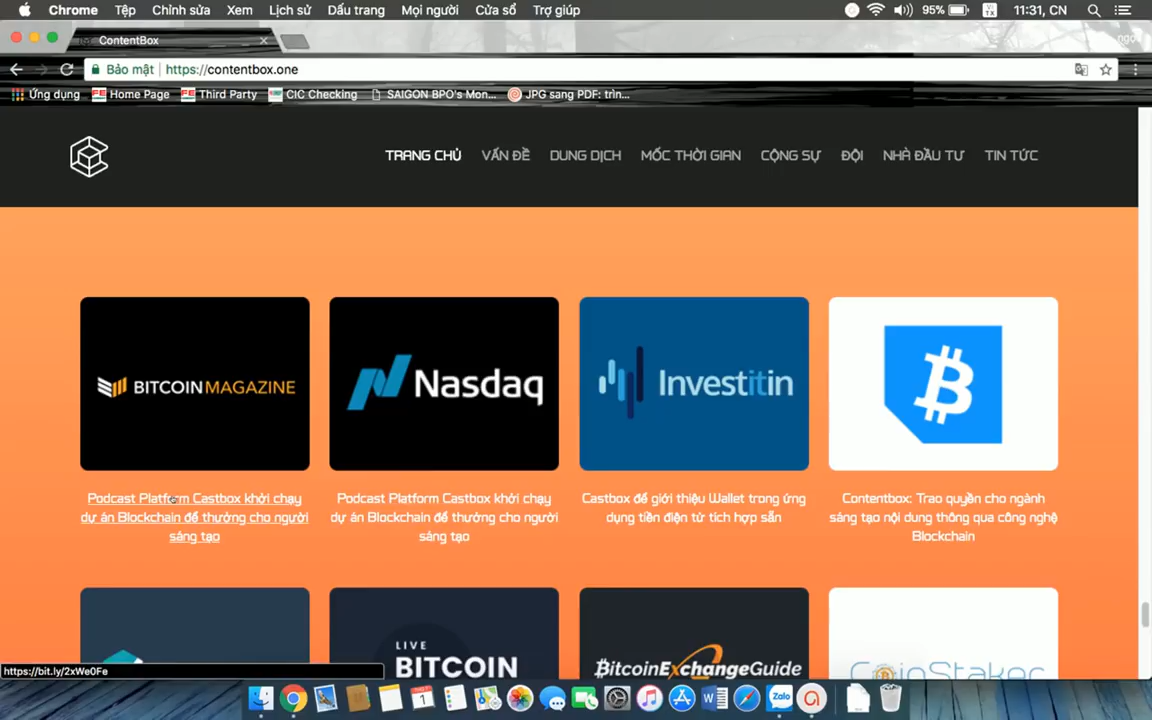 Chrome Tệp Chỉnh sửa Xem Lịch sử Dấu trang Mọi người Cửa sổ Trợ giúp 95% 11:31, CN
ContentBox
Bảo mật https://contentbox.one
Ứng dụng Home Page Third Party CIC Checking SAIGON BPO's Mon... JPG sang PDF: trìn...
TRANG CHỦ VẤN ĐỀ DUNG DỊCH MỐC THỜI GIAN CỘNG SỰ ĐỘI NHÀ ĐẦU TƯ TIN TỨC
BITCOIN MAGAZINE
Nasdaq
Investitin
Podcast Platform Castbox khởi chạy
dự án Blockchain để thưởng cho người
sáng tạo
Podcast Platform Castbox khởi chạy
dự án Blockchain để thưởng cho người
sáng tạo
Castbox để giới thiệu Wallet trong ứng
dụng tiền điện tử tích hợp sẵn
Contentbox: Trao quyền cho ngành
sáng tạo nội dung thông qua công nghệ
Blockchain
LIVE
BITCOIN
BitcoinExchangeGuide
CoinStaker
https://bit.ly/2xWe0Fe
Zalo